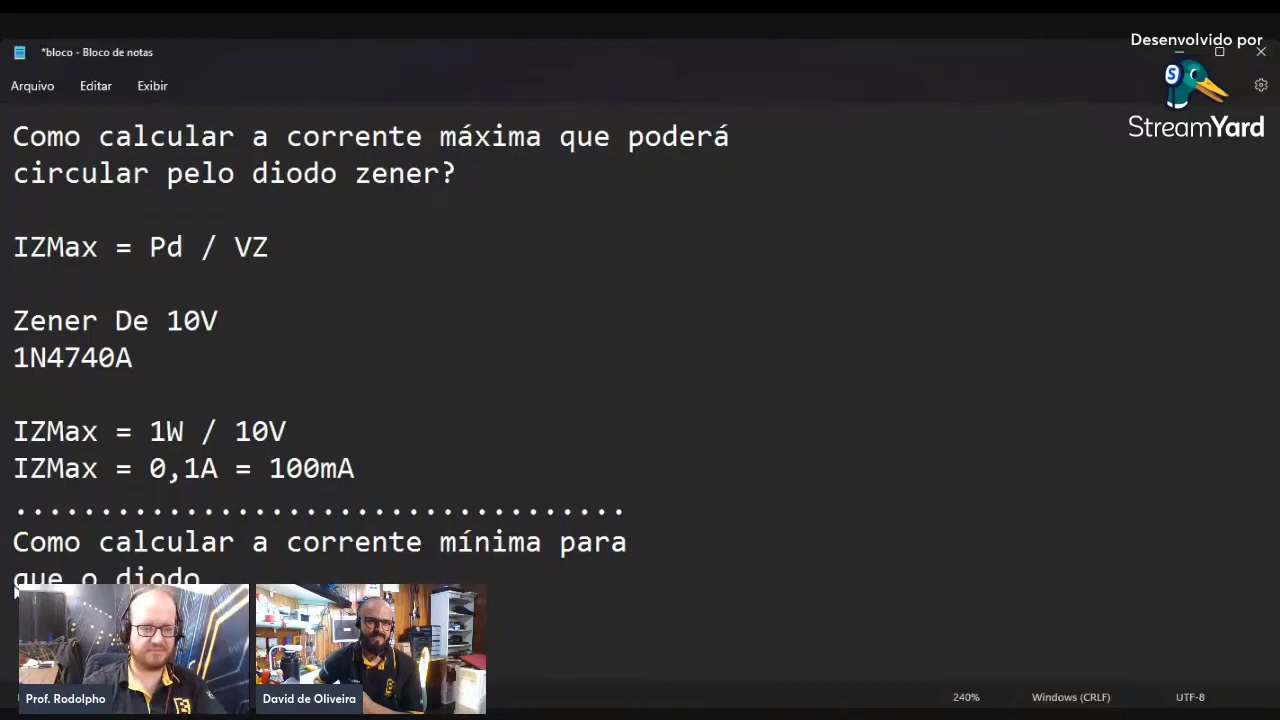 Desenvolvido por
*bloco - Bloco de notas
Arquivo Editar Exibir
StreamYard
Como calcular a corrente máxima que poderá
circular pelo diodo zener?
IZMax = Pd / VZ
Zener De 10V
1N4740A
IZMax = 1W / 10V
IZMax = 0,1A = 100mA
....................................
Como calcular a corrente mínima para
que o diodo
Prof. Rodolpho
David de Oliveira
240% Windows (CRLF) UTF-8